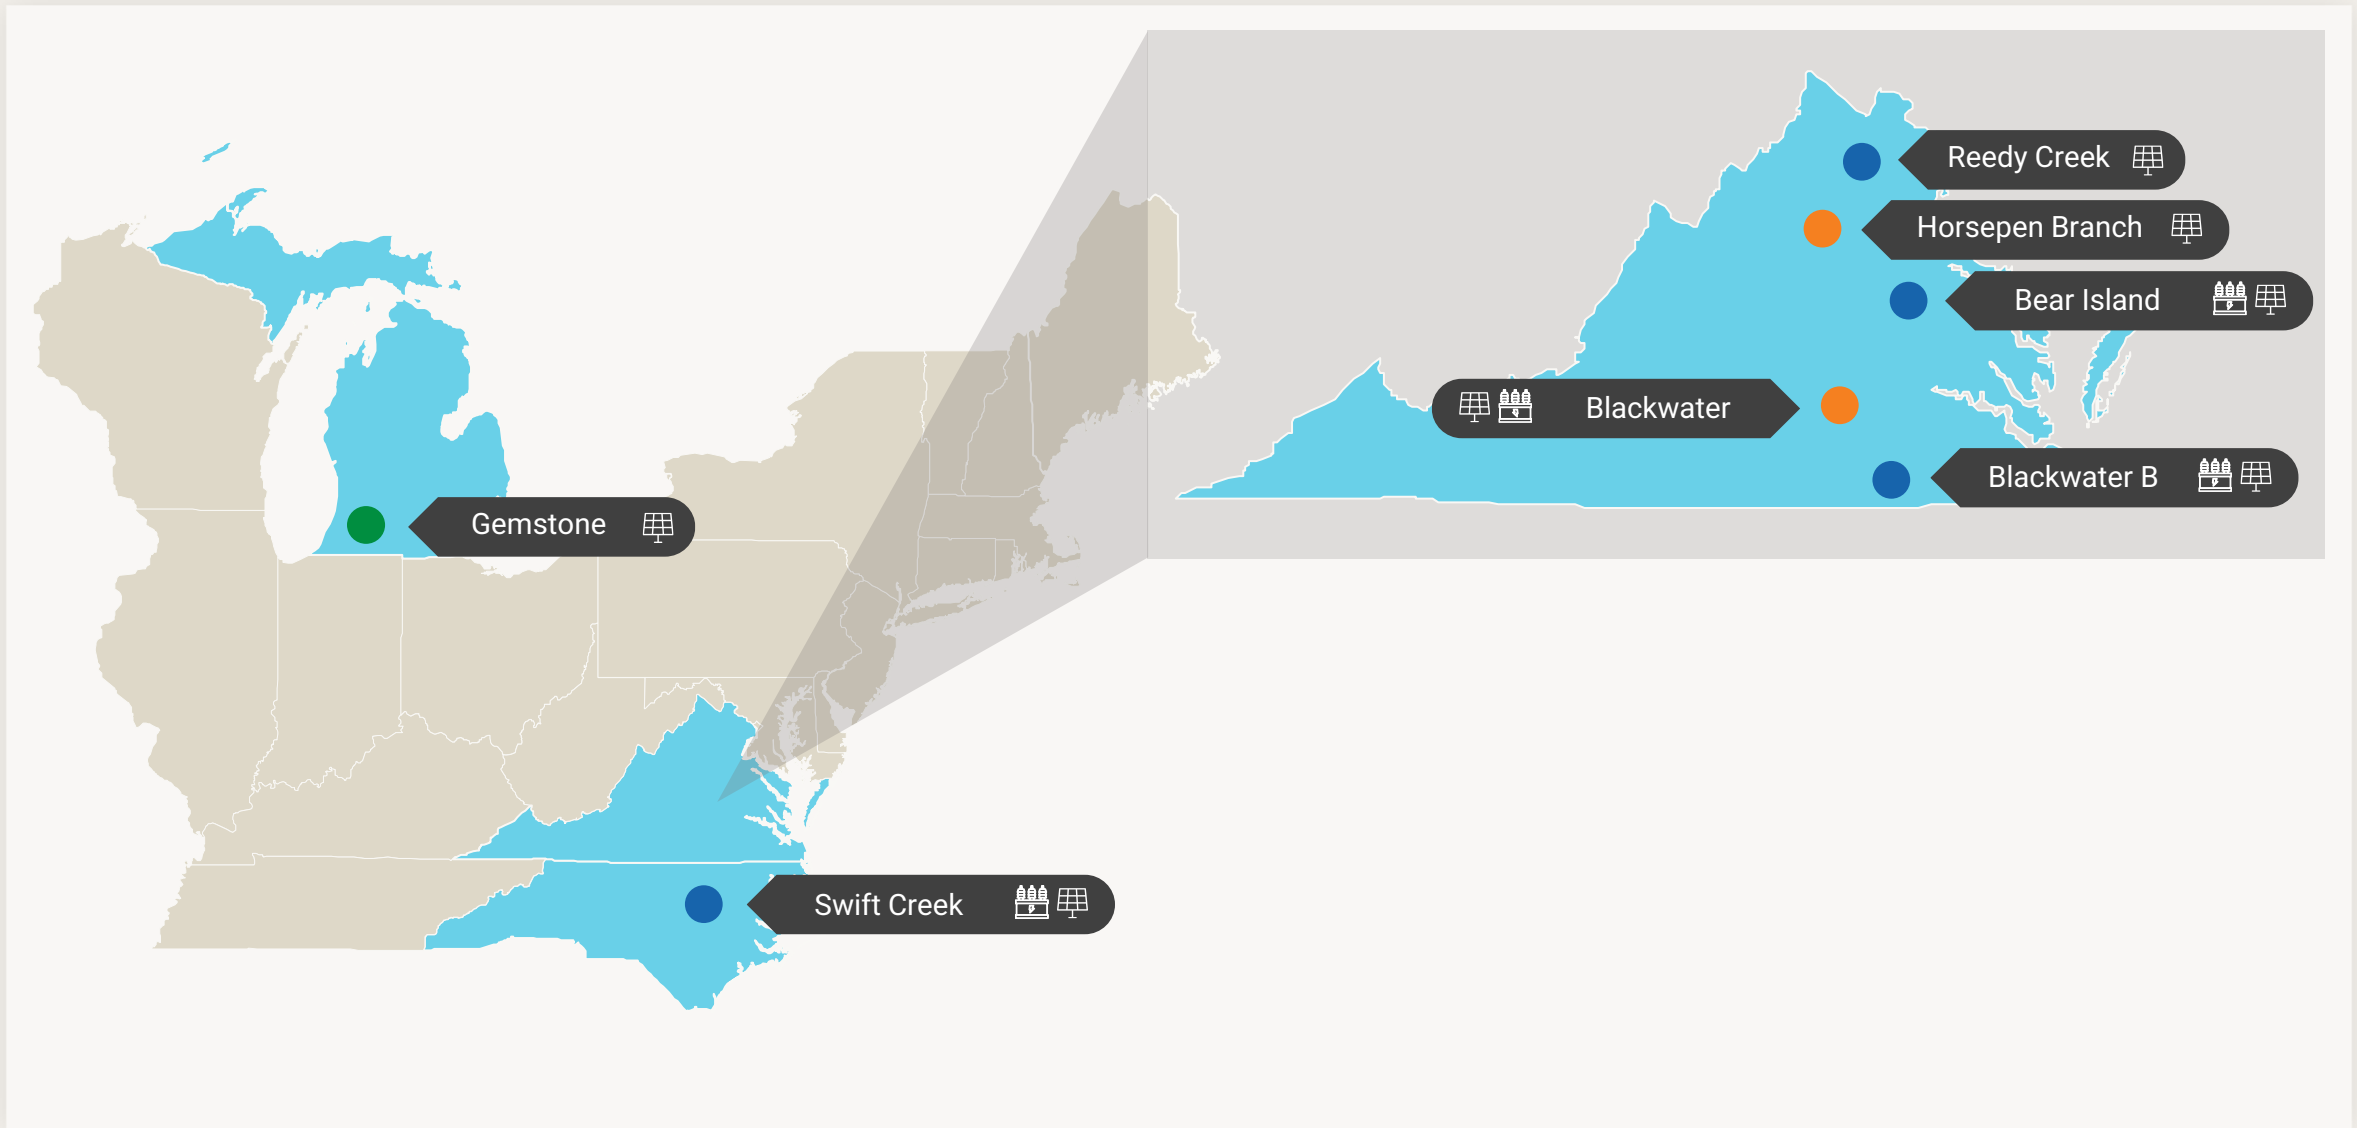 Reedy Creek
Horsepen Branch
Bear Island
Blackwater
Blackwater B
Gemstone
Swift Creek